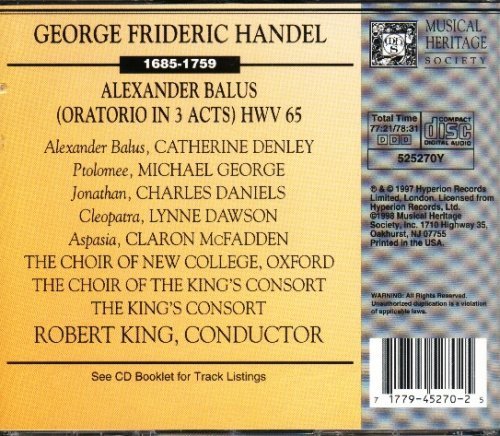 GEORGE FRIDERIC HANDEL
1685-1759
ALEXANDER BALUS
(ORATORIO IN 3 ACTS) HWV 65
Alexander Balus, CATHERINE DENLEY
Ptolomee, MICHAEL GEORGE
Jonathan, CHARLES DANIELS
Cleopatra, LYNNE DAWSON
Aspasia, CLARON McFADDEN
THE CHOIR OF NEW COLLEGE, OXFORD
THE CHOIR OF THE KING'S CONSORT
THE KING'S CONSORT
ROBERT KING, CONDUCTOR
See CD Booklet for Track Listings
MUSICAL
HERITAGE
SOCIETY
Total Time
77:21/78:31
DDD
COMPACT
disc
DIGITAL AUDIO
525270Y
℗ & © 1997 Hyperion Records
Limited, London. Licensed from
Hyperion Records, Ltd.
©1998 Musical Heritage
Society, Inc. 1710 Highway 35,
Oakhurst, NJ 07755
Printed in the USA.
WARNING: All Rights Reserved.
Unauthorized duplication is a violation of
applicable laws.
7 17794-5270-2 5